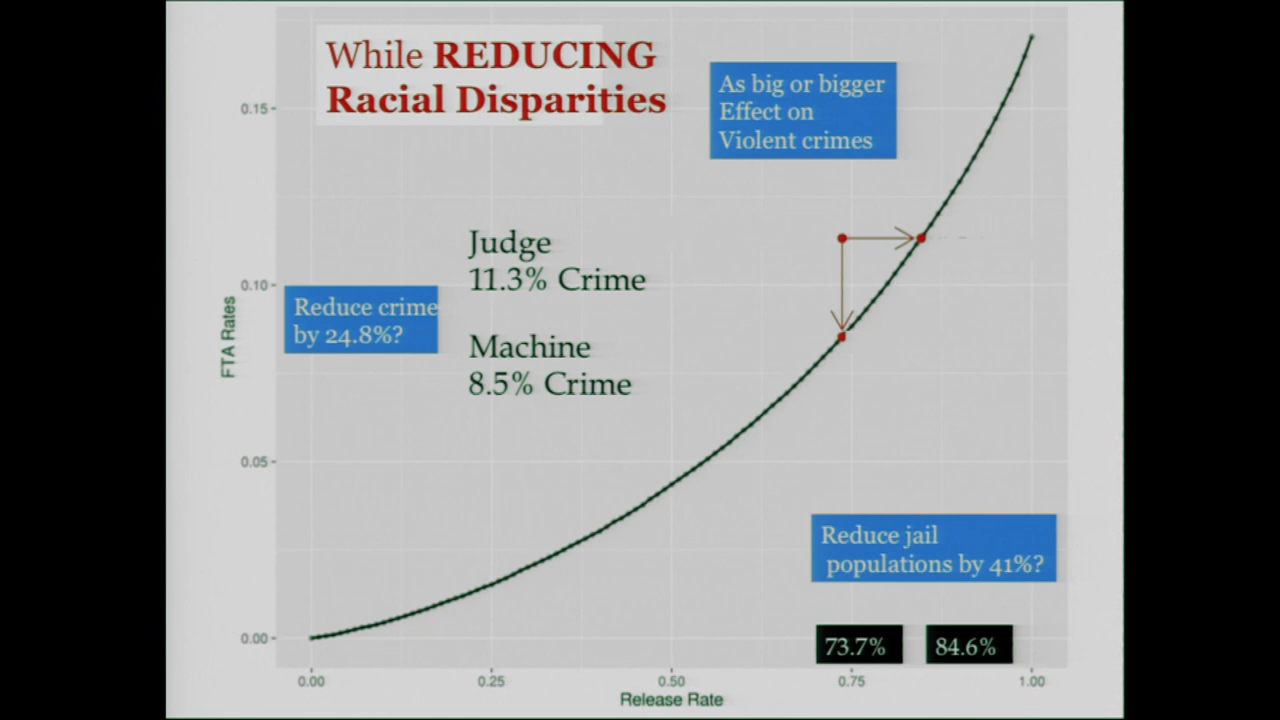 While REDUCING
Racial Disparities
As big or bigger
Effect on
Violent crimes
0.15
Judge
11.3% Crime
0.10
Reduce crime
by 24.8%?
Machine
8.5% Crime
FTA Rates
0.05
Reduce jail
populations by 41%?
0.00
73.7%
84.6%
0.00
0.25
0.50
0.75
1.00
Release Rate